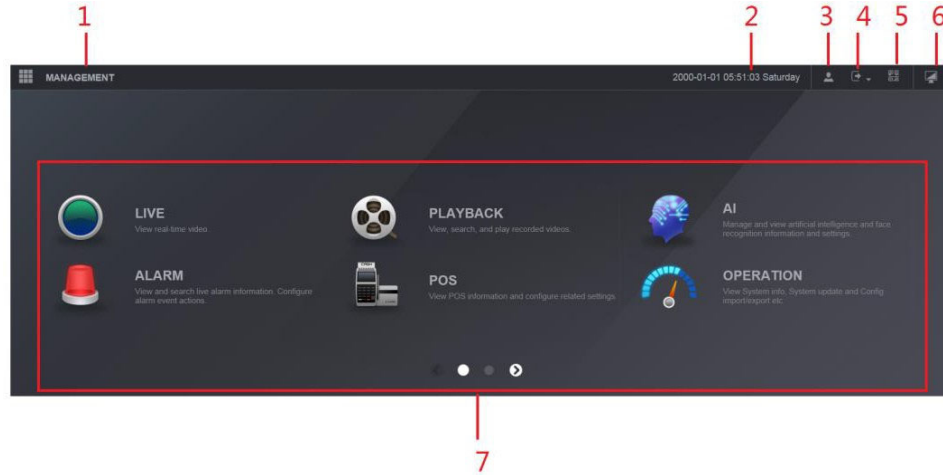 1 2 3 4 5 6
MANAGEMENT 2000-01-01 05:51:03 Saturday
LIVE
View real-time video.
PLAYBACK
View, search, and play recorded videos.
AI
Manage and view artificial intelligence and face
recognition information and settings.
ALARM
View and search live alarm information. Configure
alarm event actions.
POS
View POS information and configure related settings.
OPERATION
View System info, System update and Config
import/export etc
7